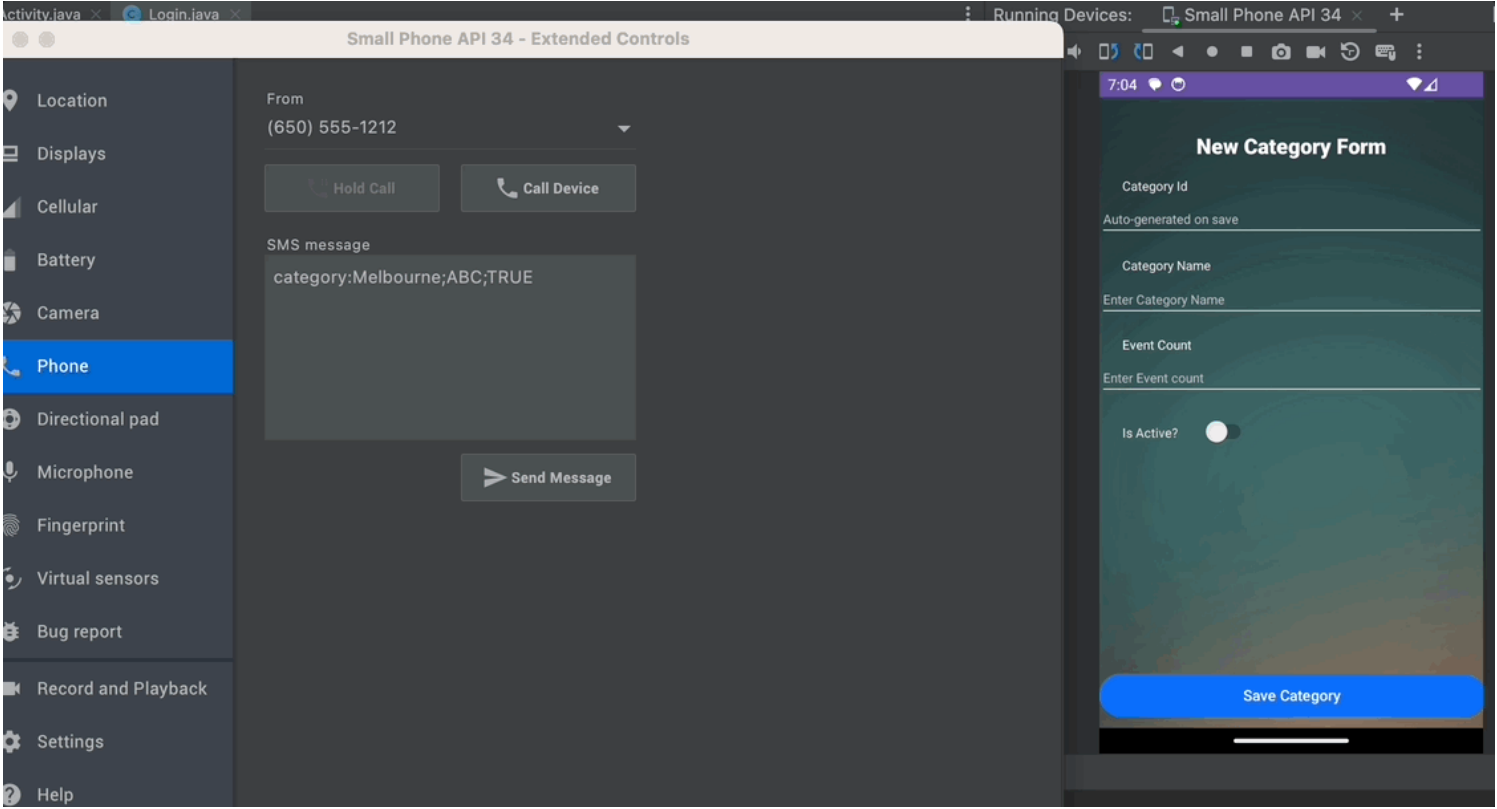 Activity.java
Login.java
Running Devices:
Small Phone API 34
Small Phone API 34 - Extended Controls
Location
Displays
Cellular
Battery
Camera
Phone
Directional pad
Microphone
Fingerprint
Virtual sensors
Bug report
Record and Playback
Settings
Help
From
(650) 555-1212
Hold Call
Call Device
SMS message
category:Melbourne;ABC;TRUE
Send Message
7:04
New Category Form
Category Id
Auto-generated on save
Category Name
Enter Category Name
Event Count
Enter Event count
Is Active?
Save Category